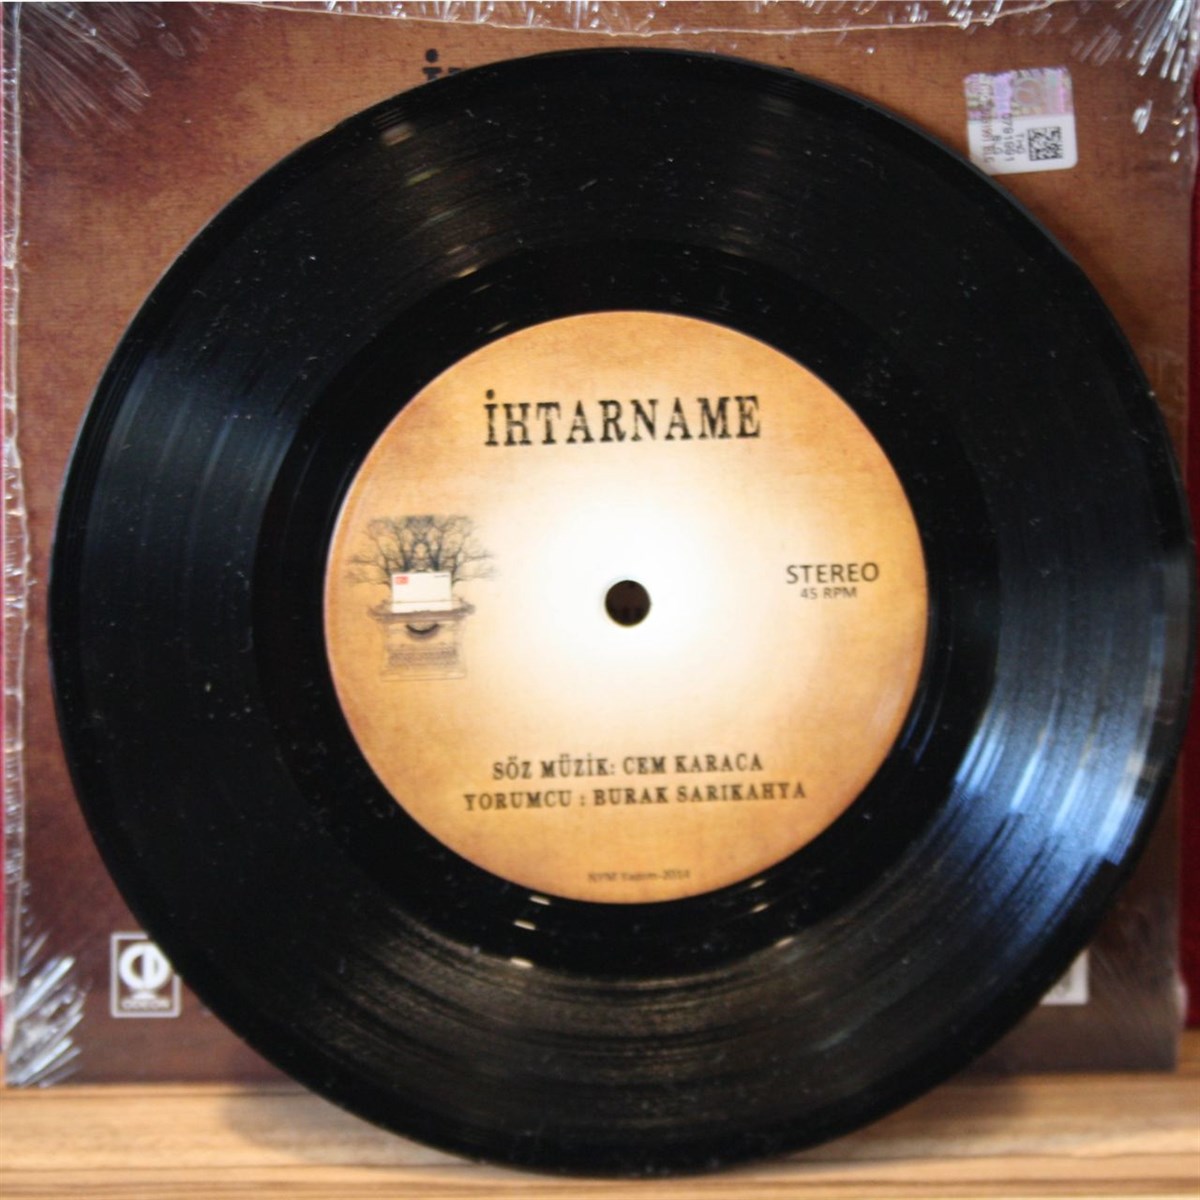 İHTARNAME
STEREO
45 RPM
SÖZ MÜZİK: CEM KARACA
YORUMCU : BURAK SARIKAHYA